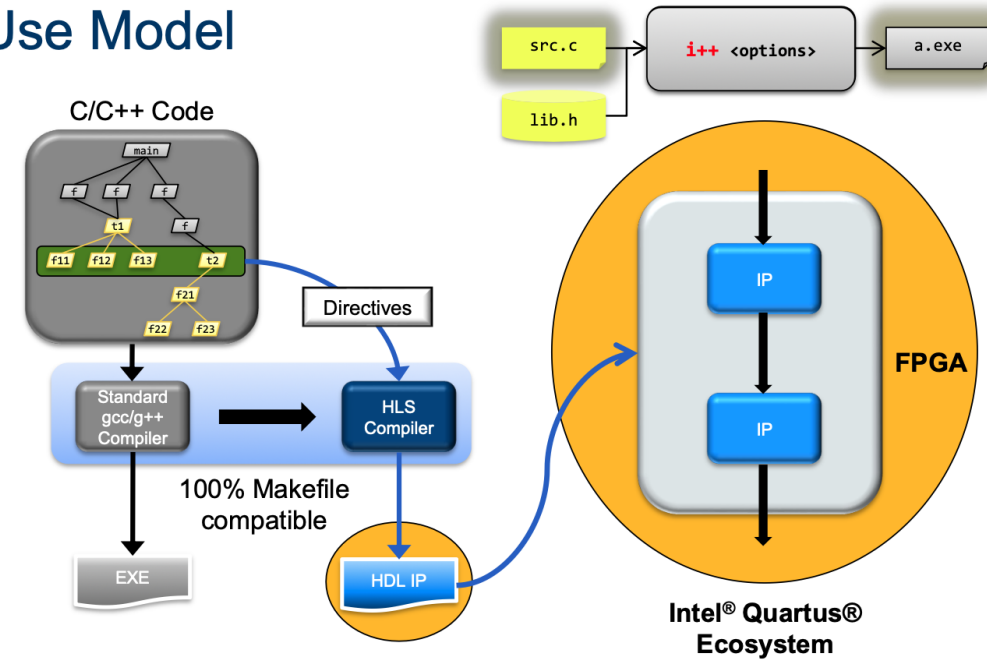 Use Model
src.c
i++ <options>
a.exe
lib.h
C/C++ Code
main
f f f
t1 f
f11 f12 f13 t2
f21
f22 f23
Directives
Standard
gcc/g++
Compiler
HLS
Compiler
100% Makefile
compatible
EXE
HDL IP
IP
IP
FPGA
Intel® Quartus®
Ecosystem